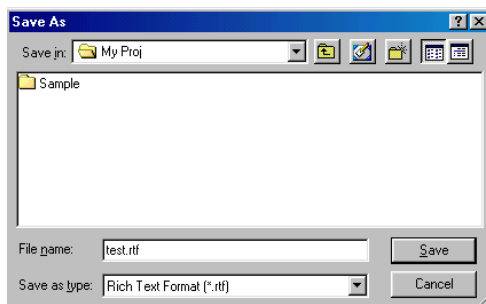 Save As
Save in: My Proj
Sample
File name: test.rtf
Save
Save as type: Rich Text Format (*.rtf)
Cancel